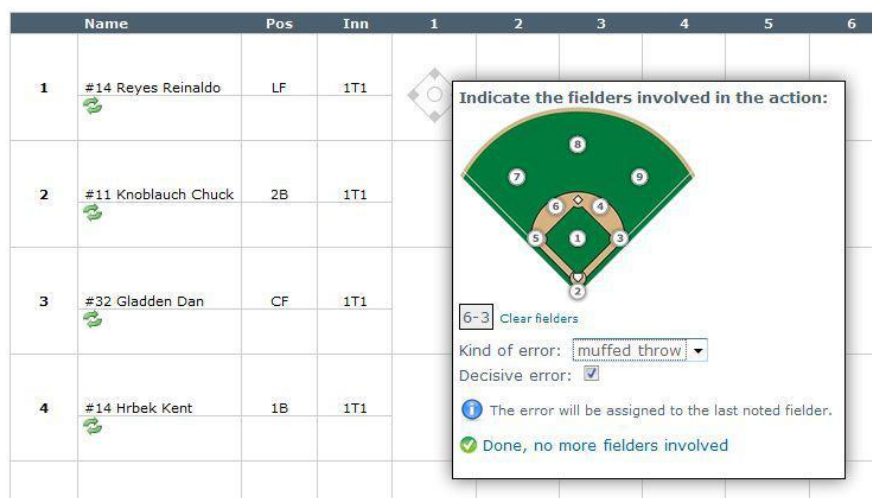 Name Pos Inn 1 2 3 4 5 6
1 #14 Reyes Reinaldo LF 1T1
2 #11 Knoblauch Chuck 2B 1T1
3 #32 Gladden Dan CF 1T1
4 #14 Hrbek Kent 1B 1T1
Indicate the fielders involved in the action:
8
7 9
6 4
5 1 3
2
6-3 Clear fielders
Kind of error: muffed throw
Decisive error:
The error will be assigned to the last noted fielder.
Done, no more fielders involved